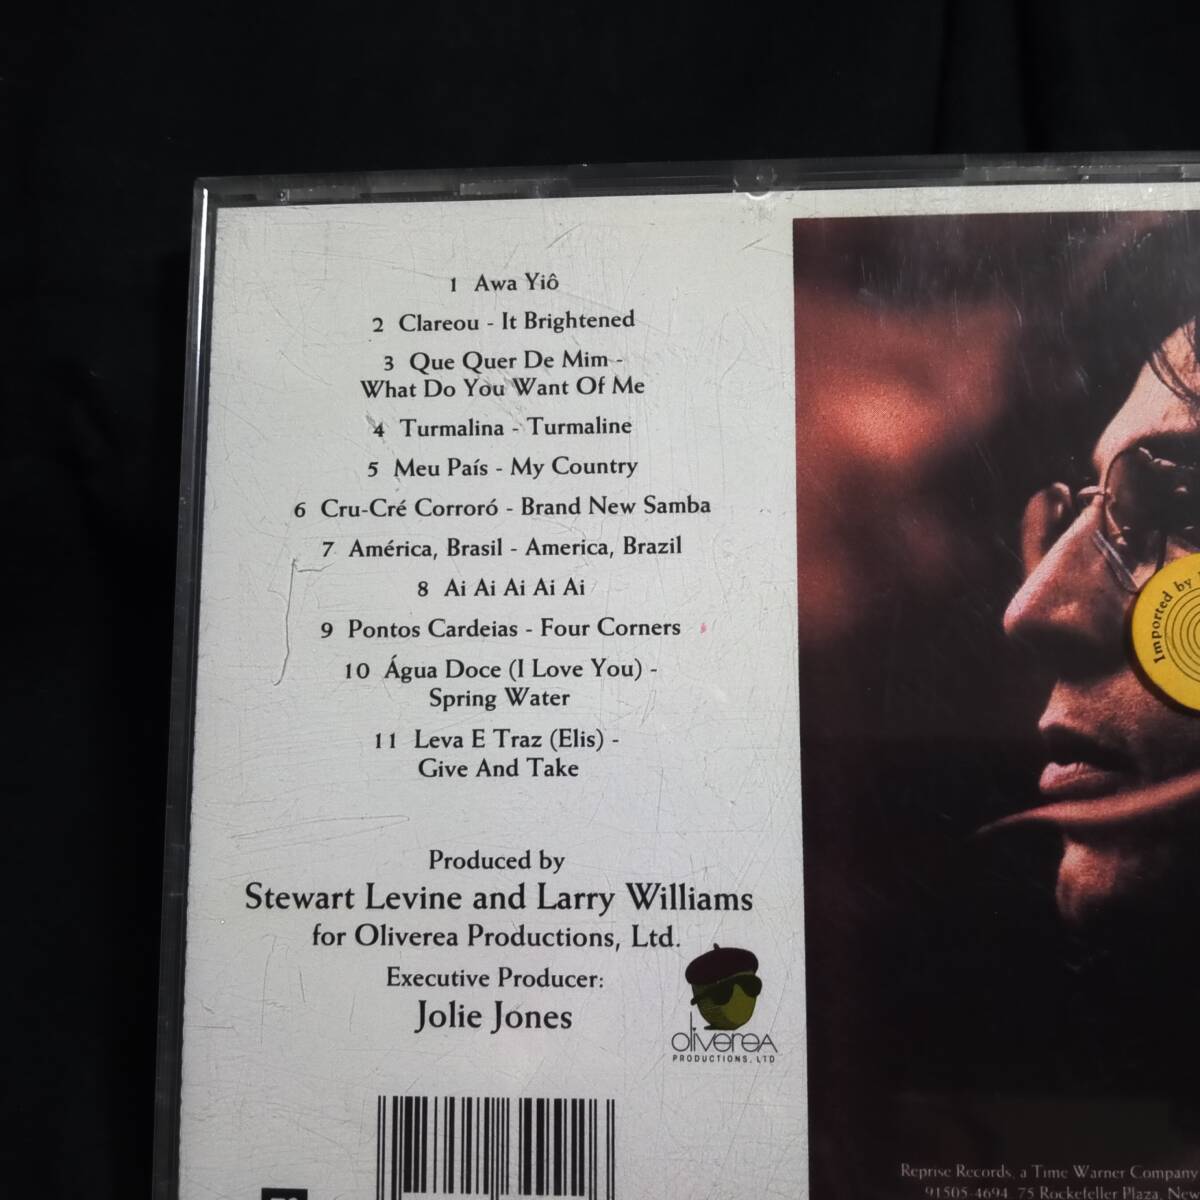 1 Awa Yiô
2 Clareou - It Brightened
3 Que Quer De Mim -
What Do You Want Of Me
4 Turmalina - Turmaline
5 Meu País - My Country
6 Cru-Cré Corroró - Brand New Samba
7 América, Brasil - America, Brazil
8 Ai Ai Ai Ai Ai
9 Pontos Cardeias - Four Corners
10 Água Doce (I Love You) -
Spring Water
11 Leva E Traz (Elis) -
Give And Take
Produced by
Stewart Levine and Larry Williams
for Oliverea Productions, Ltd.
Executive Producer:
Jolie Jones
oliverea
PRODUCTIONS, LTD
Imported by
Reprise Records, a Time Warner Company
91505-4694, 75 Rockefeller Plaza, New